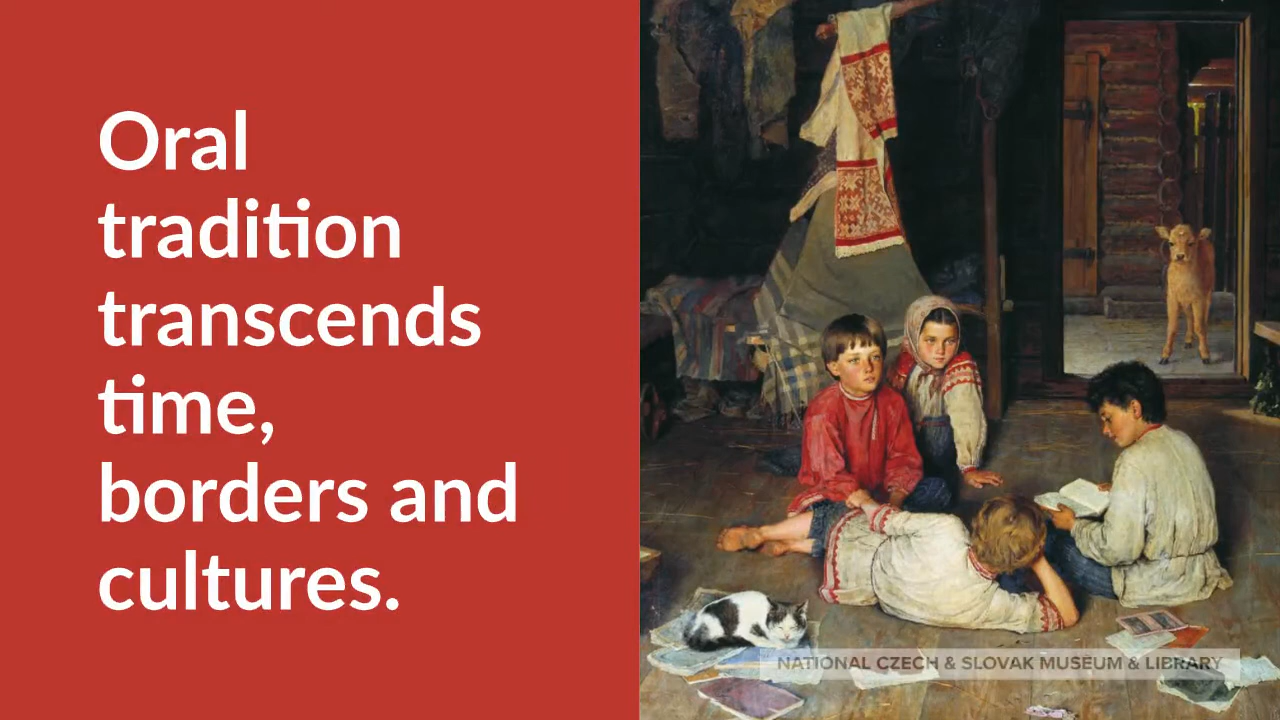 Oral
tradition
transcends
time,
borders and
cultures.
NATIONAL CZECH & SLOVAK MUSEUM & LIBRARY